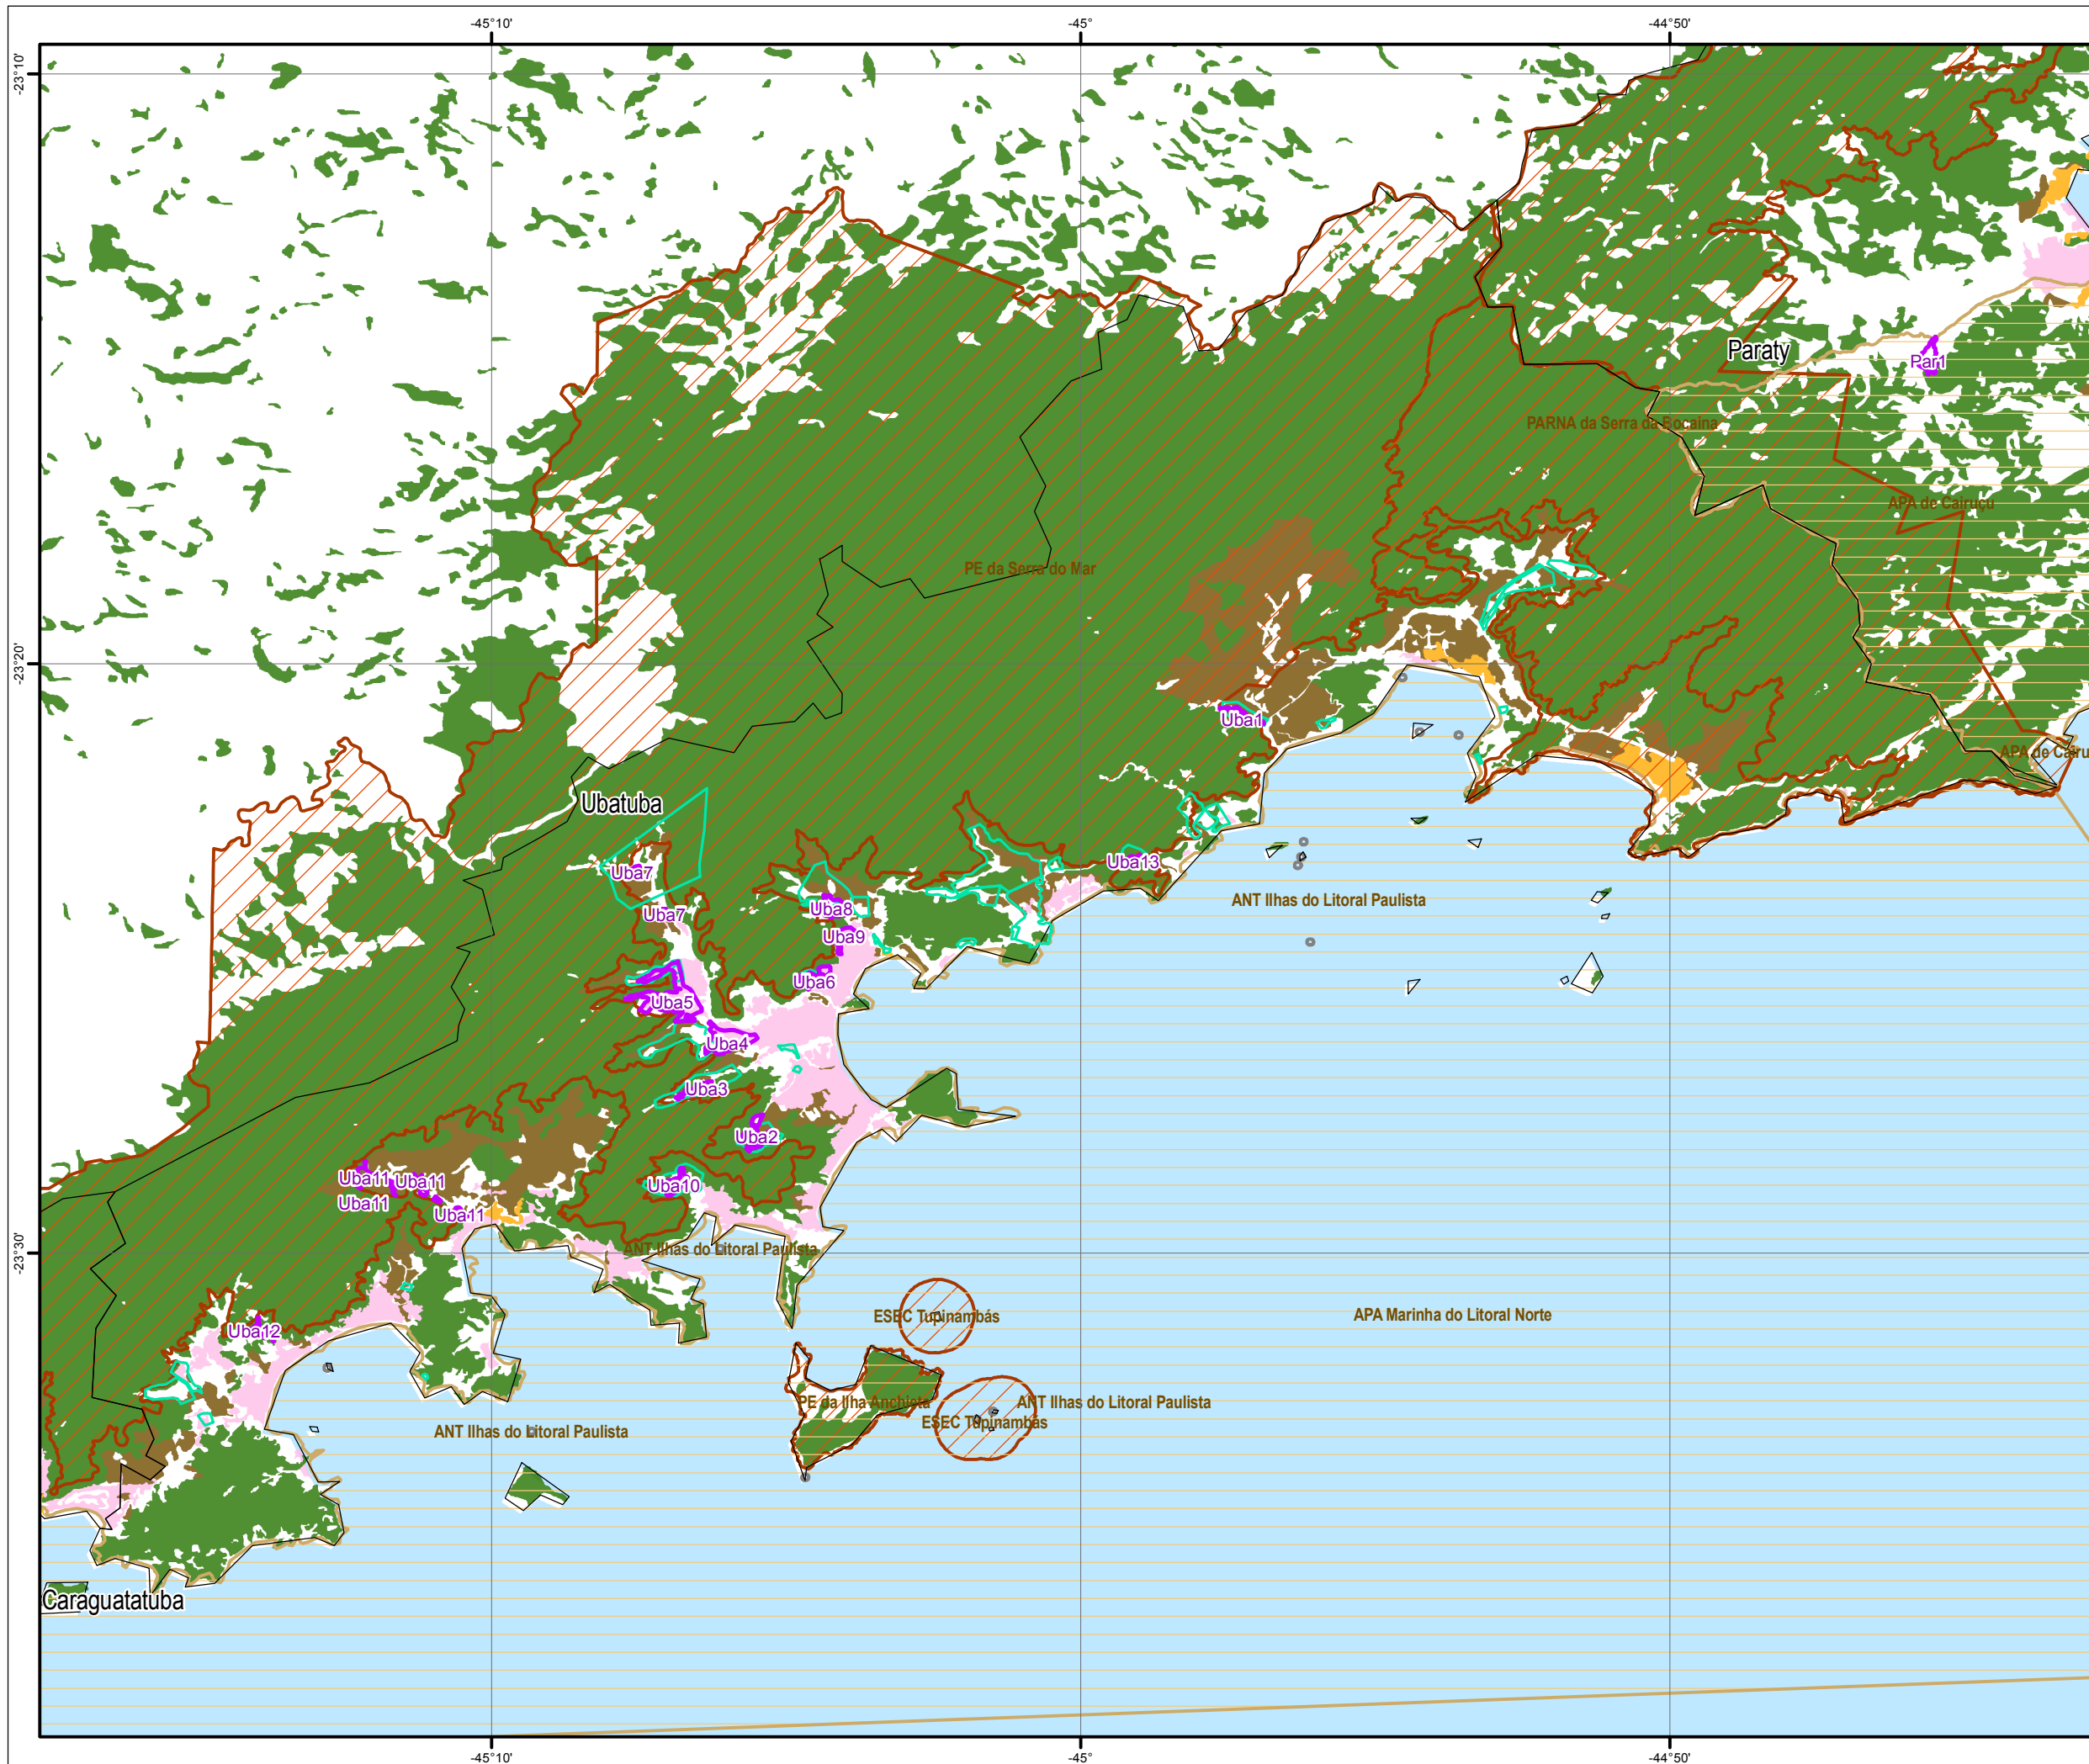 -45°10'
-45°
-44°50'
-23°10'
Paraty
Par1
PARNA da Serra da Bocaina
APA de Cairuçu
PE da Serra do Mar
-23°20'
Uba1
APA de Cairu
Ubatuba
Uba13
Uba7
ANT Ilhas do Litoral Paulista
Uba8
Uba7
Uba9
Uba6
Uba5
Uba4
Uba3
Uba2
Uba11
Uba11
Uba10
Uba11
Uba11
-23°30'
ANT Ilhas do Litoral Paulista
ESEC Tupinambás
APA Marinha do Litoral Norte
Uba12
PE da Ilha Anchieta
ANT Ilhas do Litoral Paulista
ESEC Tupinambás
ANT Ilhas do Litoral Paulista
Caraguatatuba
-45°10'
-45°
-44°50'